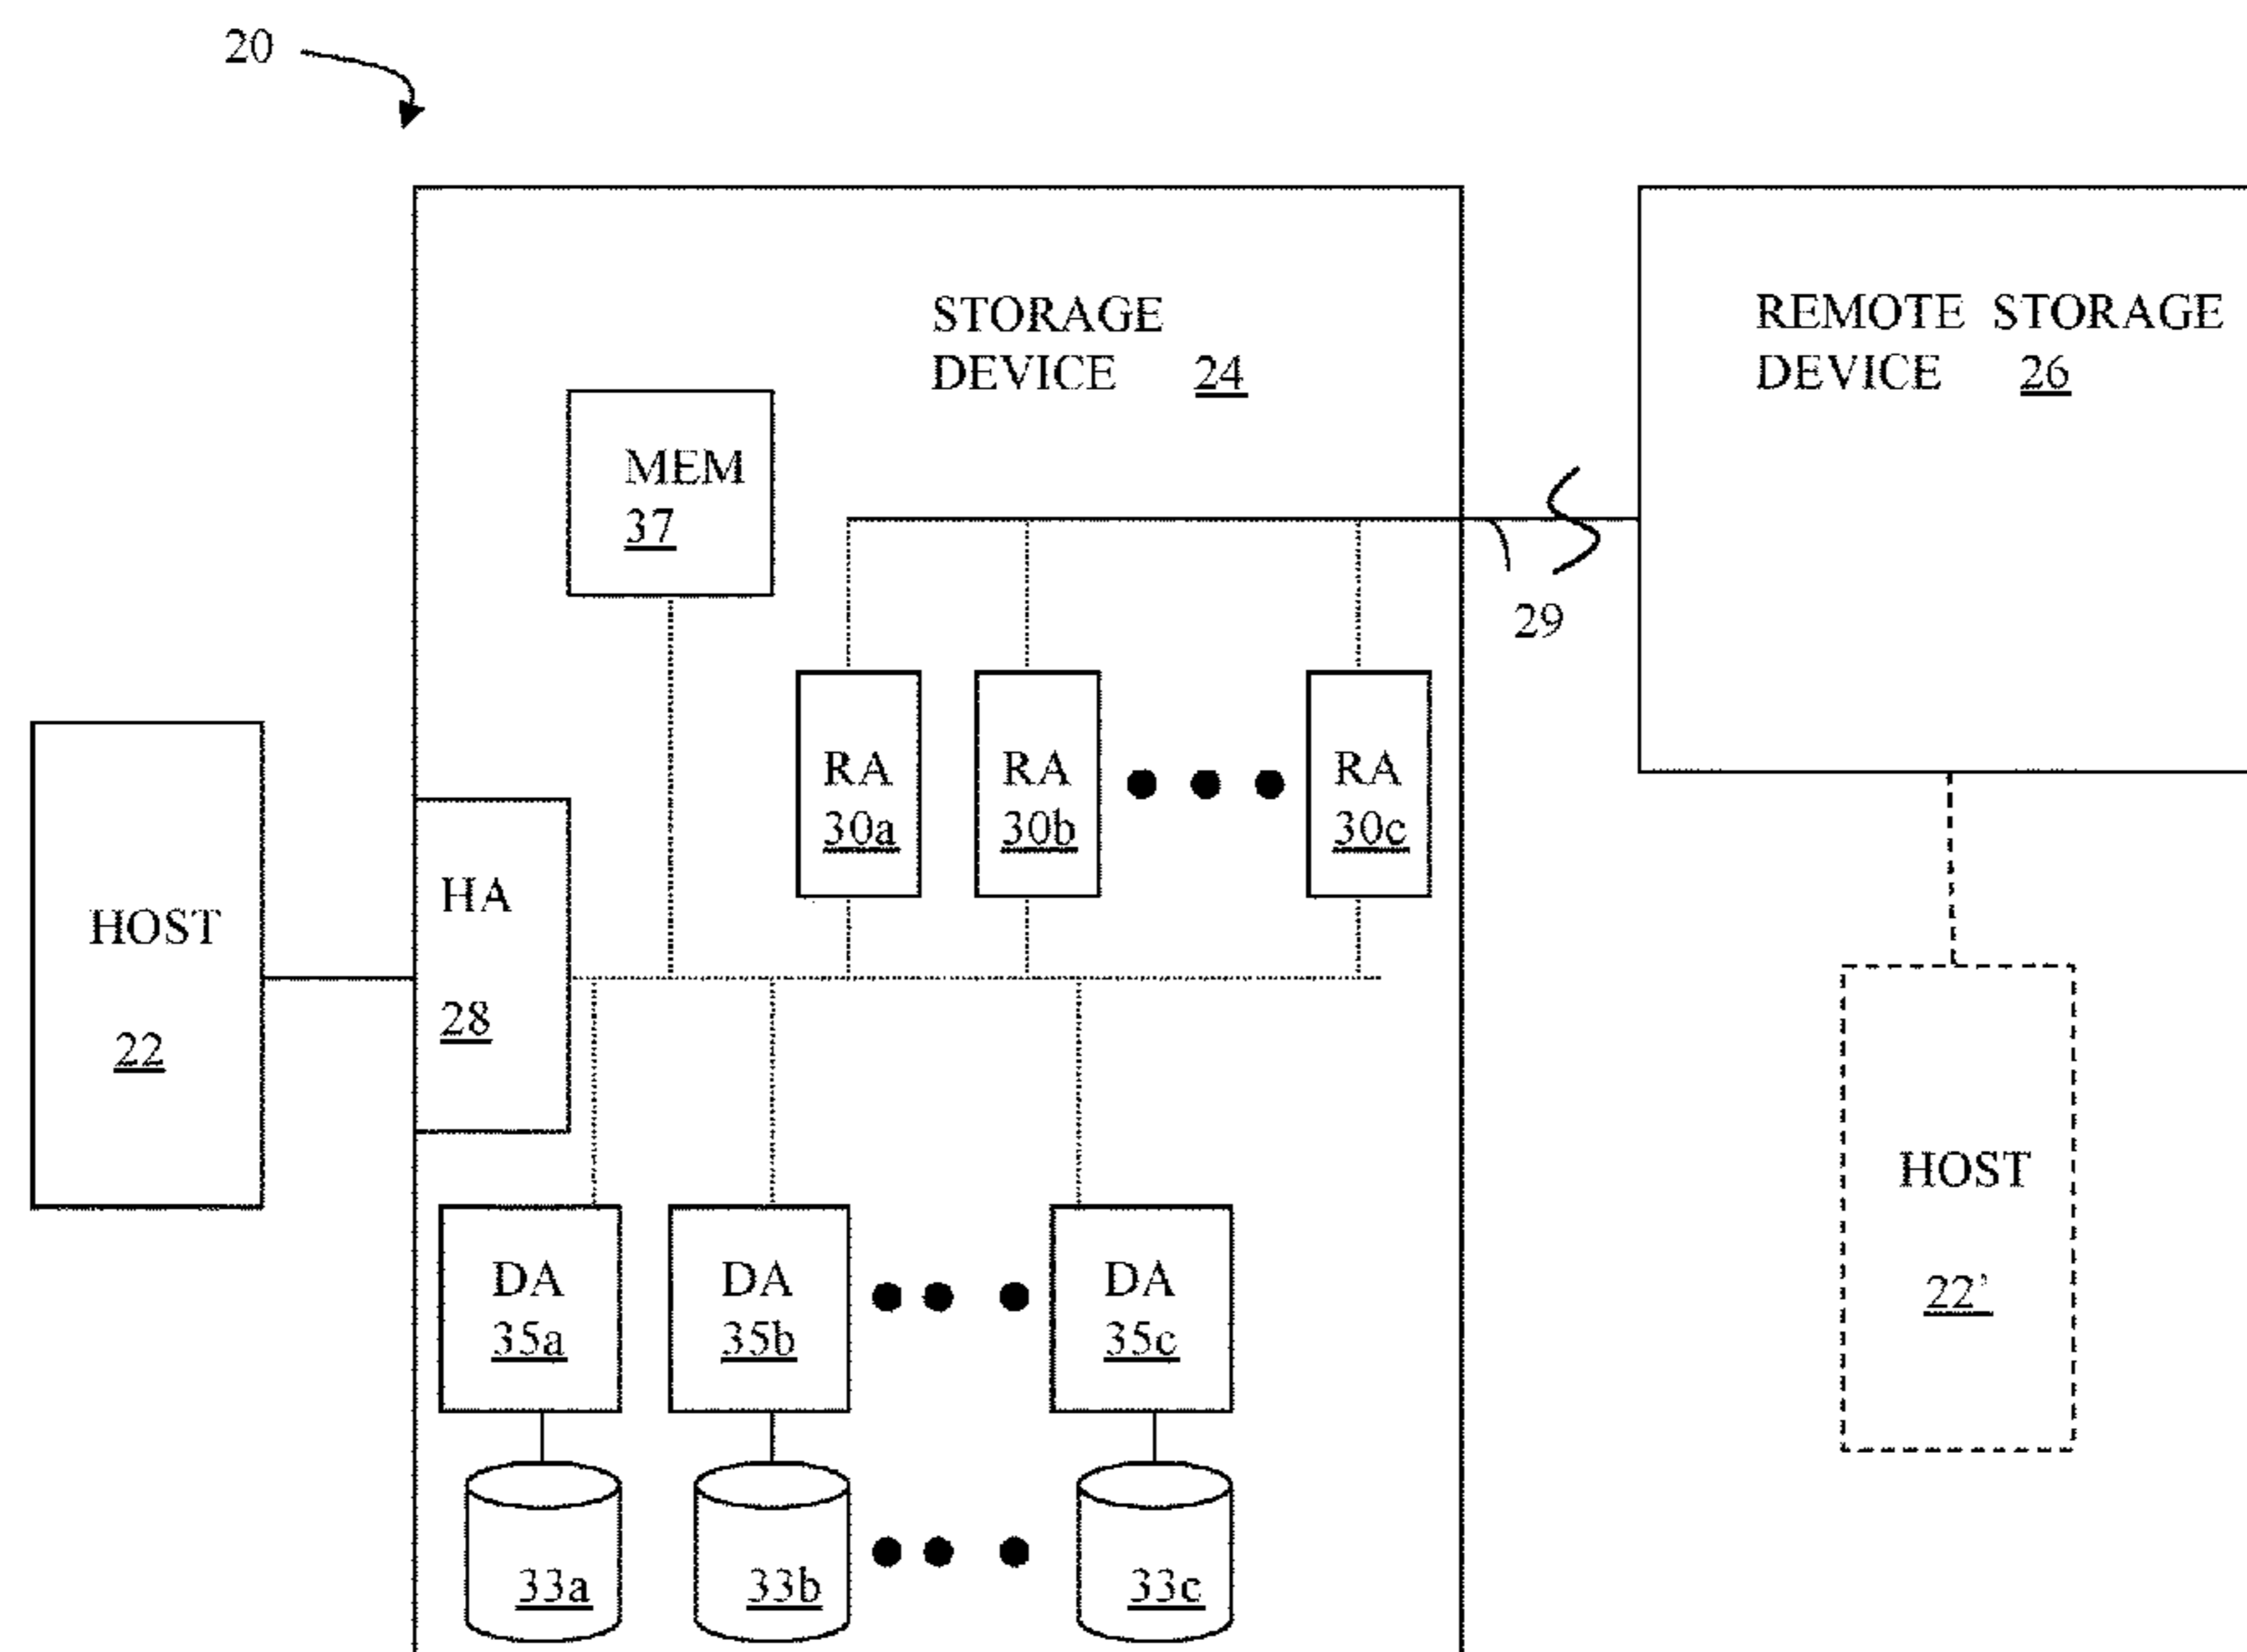 20
STORAGE
DEVICE 24
REMOTE STORAGE
DEVICE 26
MEM
37
29
RA
30a
RA
30b
RA
30c
HOST
22
HA
28
HOST
22'
DA
35a
DA
35b
DA
35c
33a
33b
33c